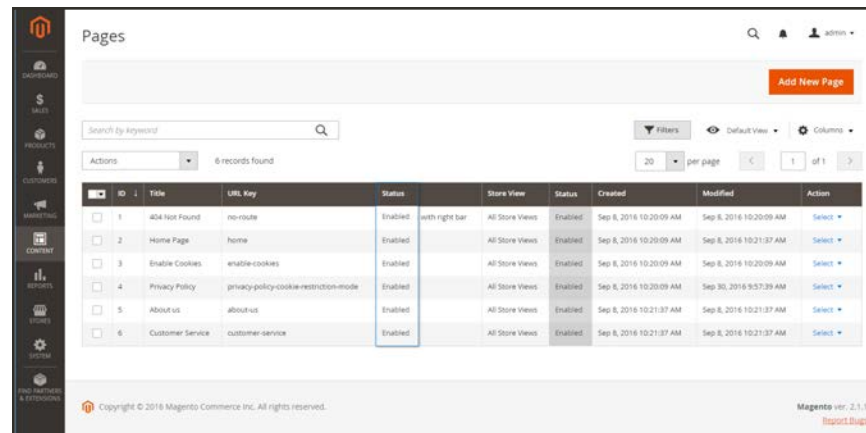 Pages
admin
DASHBOARD
SALES
PRODUCTS
CUSTOMERS
MARKETING
CONTENT
REPORTS
STORES
SYSTEM
FIND PARTNERS
& EXTENSIONS
Add New Page
Search by keyword
Filters Default View Columns
Actions 6 records found 20 per page 1 of 1
ID Title URL Key Status Store View Status Created Modified Action
1 404 Not Found no-route Enabled with right bar All Store Views Enabled Sep 8, 2016 10:20:09 AM Sep 8, 2016 10:20:09 AM Select
2 Home Page home Enabled All Store Views Enabled Sep 8, 2016 10:20:09 AM Sep 8, 2016 10:21:37 AM Select
3 Enable Cookies enable-cookies Enabled All Store Views Enabled Sep 8, 2016 10:20:09 AM Sep 8, 2016 10:20:09 AM Select
4 Privacy Policy privacy-policy-cookie-restriction-mode Enabled All Store Views Enabled Sep 8, 2016 10:20:09 AM Sep 30, 2016 9:57:39 AM Select
5 About us about-us Enabled All Store Views Enabled Sep 8, 2016 10:21:37 AM Sep 8, 2016 10:21:37 AM Select
6 Customer Service customer-service Enabled All Store Views Enabled Sep 8, 2016 10:21:37 AM Sep 8, 2016 10:21:37 AM Select
Copyright © 2016 Magento Commerce Inc. All rights reserved.
Magento ver. 2.1.1
Report Bugs